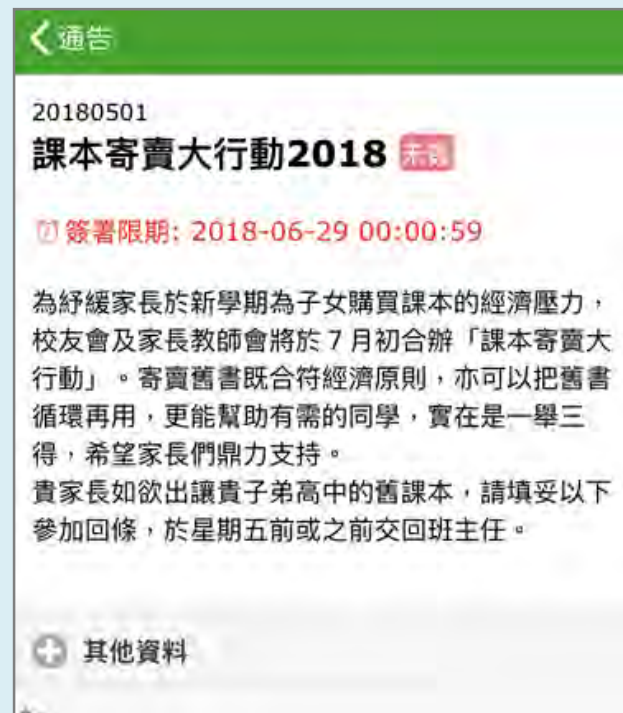 通告
20180501
課本寄賣大行動2018 未簽
簽署限期: 2018-06-29 00:00:59
為紓緩家長於新學期為子女購買課本的經濟壓力，
校友會及家長教師會將於 7 月初合辦「課本寄賣大
行動」。寄賣舊書既合符經濟原則，亦可以把舊書
循環再用，更能幫助有需的同學，實在是一舉三
得，希望家長們鼎力支持。
貴家長如欲出讓貴子弟高中的舊課本，請填妥以下
參加回條，於星期五前或之前交回班主任。
其他資料